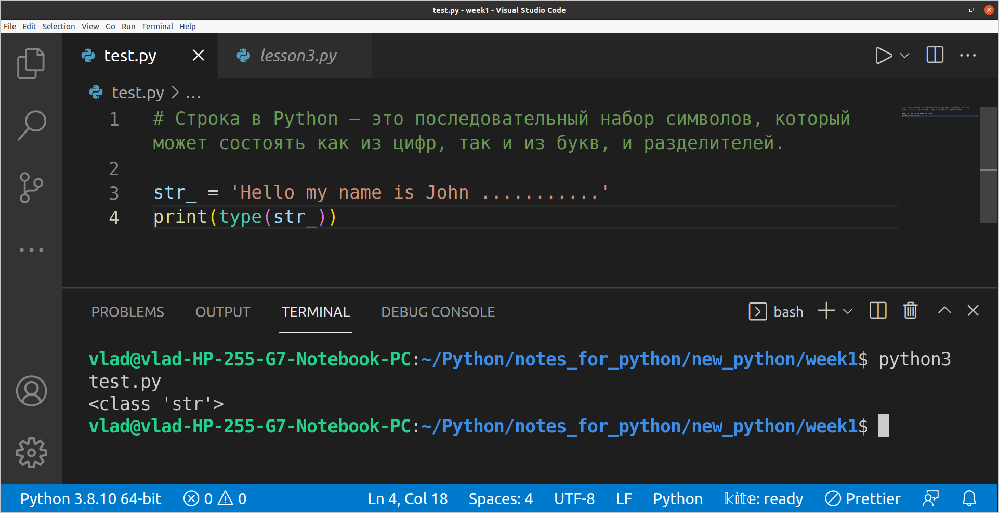 test.py - week1 - Visual Studio Code
File Edit Selection View Go Run Terminal Help
test.py lesson3.py
test.py > ...
1 # Строка в Python – это последовательный набор символов, который
может состоять как из цифр, так и из букв, и разделителей.
2
3 str_ = 'Hello my name is John ...........'
4 print(type(str_))
PROBLEMS OUTPUT TERMINAL DEBUG CONSOLE bash
vlad@vlad-HP-255-G7-Notebook-PC:~/Python/notes_for_python/new_python/week1$ python3
test.py
<class 'str'>
vlad@vlad-HP-255-G7-Notebook-PC:~/Python/notes_for_python/new_python/week1$
Python 3.8.10 64-bit 0 0 Ln 4, Col 18 Spaces: 4 UTF-8 LF Python kite: ready Prettier